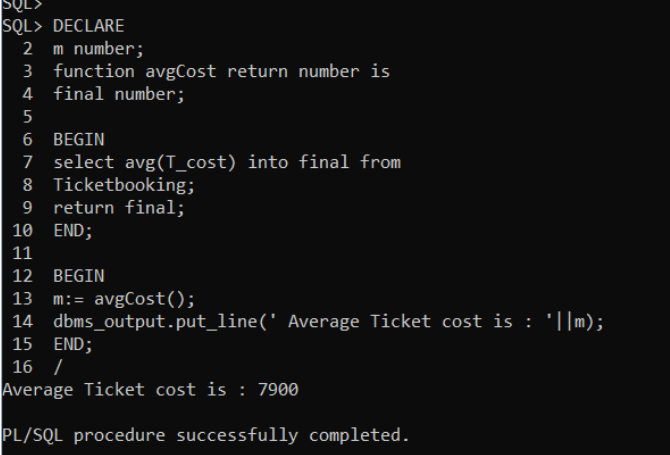 SQL>
SQL> DECLARE
2 m number;
3 function avgCost return number is
4 final number;
5
6 BEGIN
7 select avg(T_cost) into final from
8 Ticketbooking;
9 return final;
10 END;
11
12 BEGIN
13 m:= avgCost();
14 dbms_output.put_line(' Average Ticket cost is : '||m);
15 END;
16 /
Average Ticket cost is : 7900
PL/SQL procedure successfully completed.